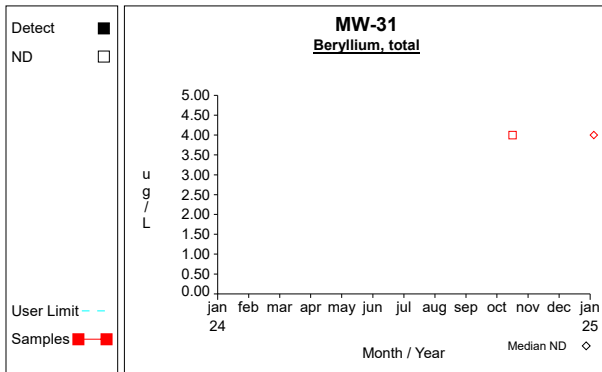 Detect
ND
User Limit
Samples
MW-31
Beryllium, total
5.00
4.50
4.00
3.50
3.00
2.50
2.00
1.50
1.00
0.50
0.00
ug/L
jan feb mar apr may jun jul aug sep oct nov dec jan
24 25
Month / Year
Median ND